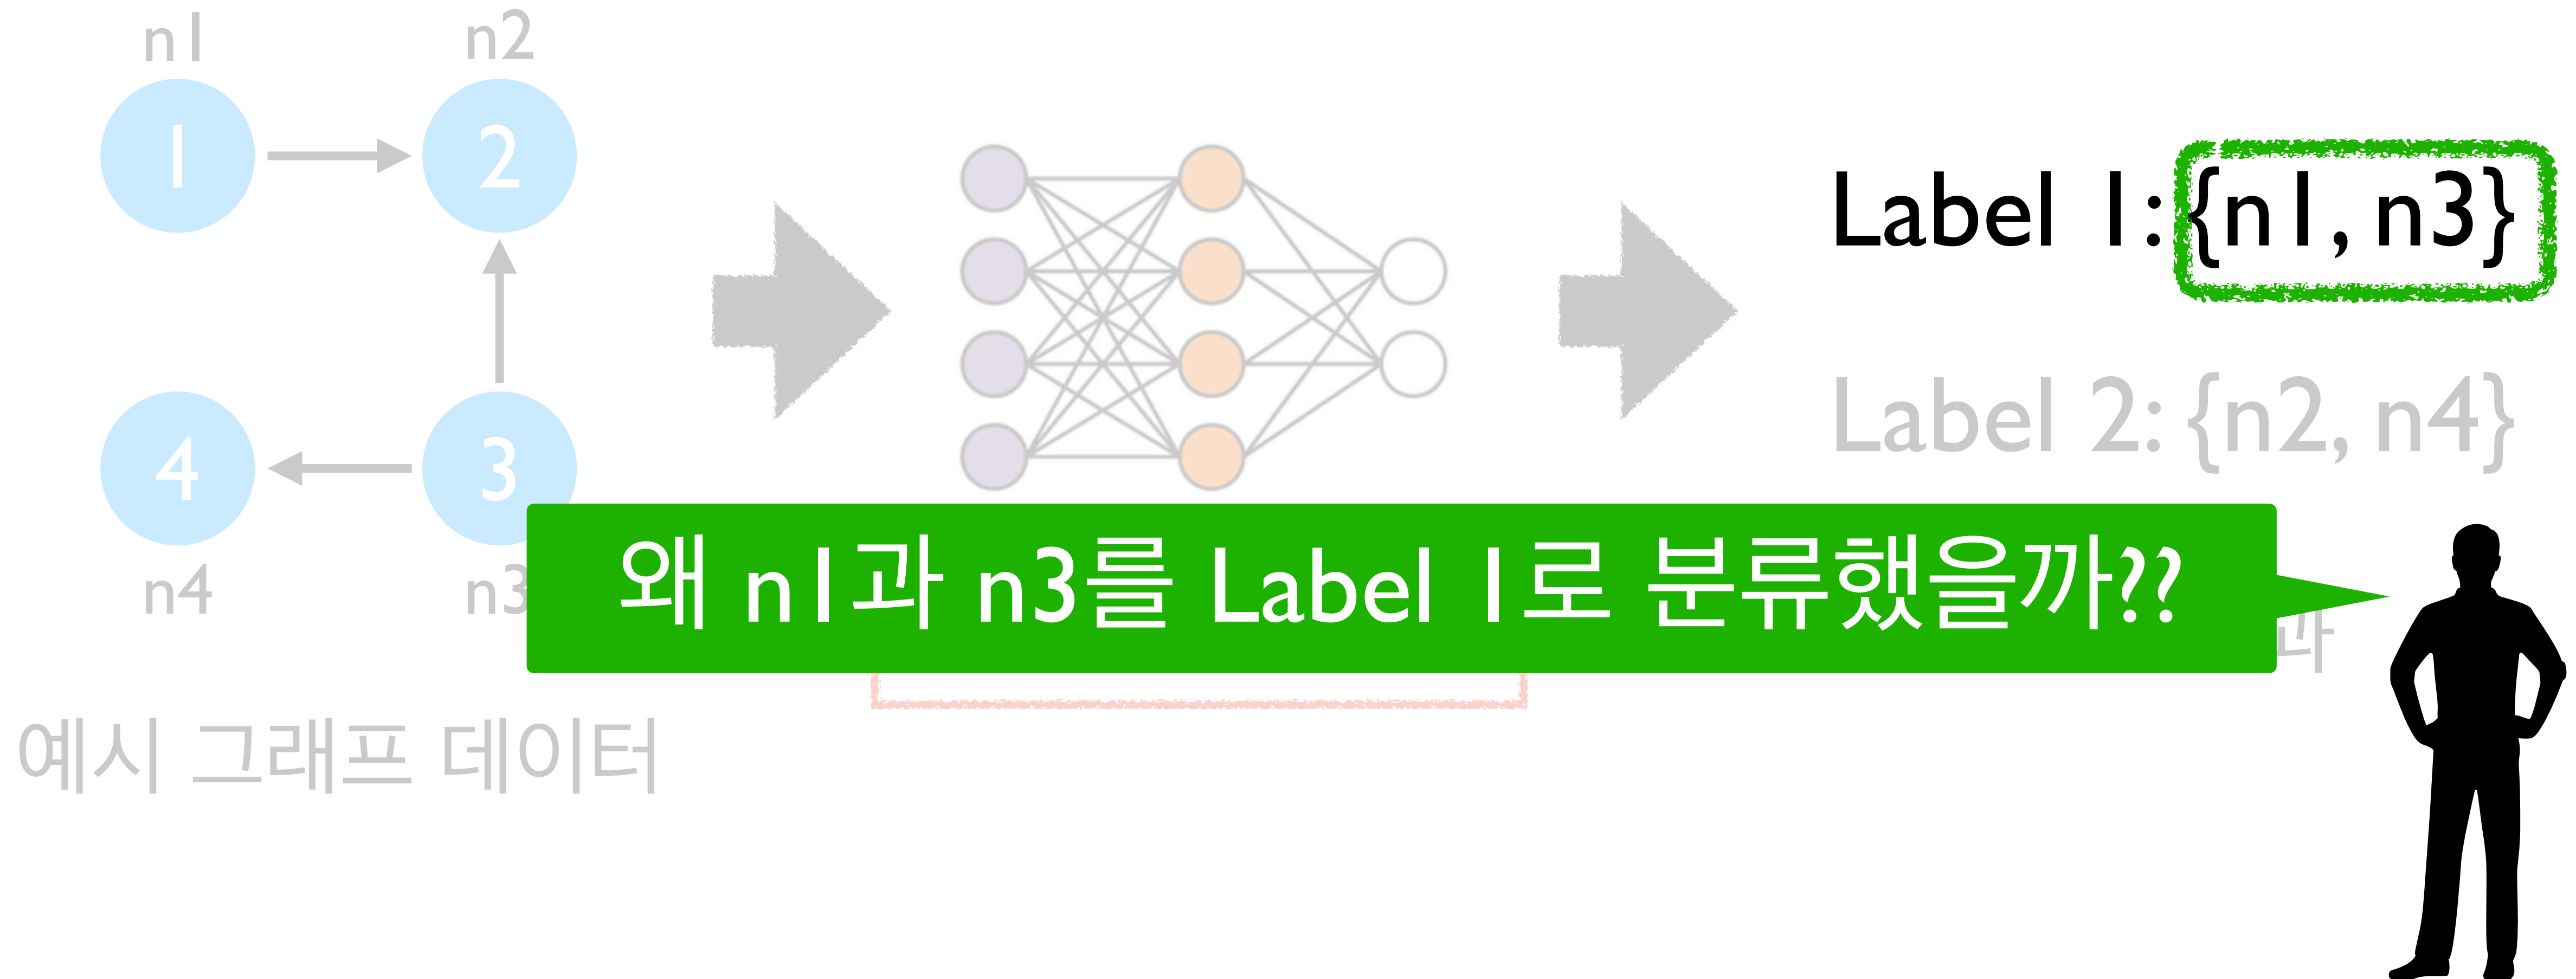 n1
n2
1
2
4
3
n4
n3
Label 1: {n1, n3}
Label 2: {n2, n4}
왜 n1과 n3를 Label 1로 분류했을까??
과
예시 그래프 데이터